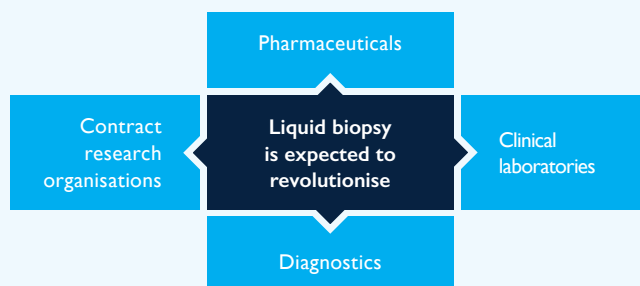 Pharmaceuticals
Contract
research
organisations
Liquid biopsy
is expected to
revolutionise
Clinical
laboratories
Diagnostics